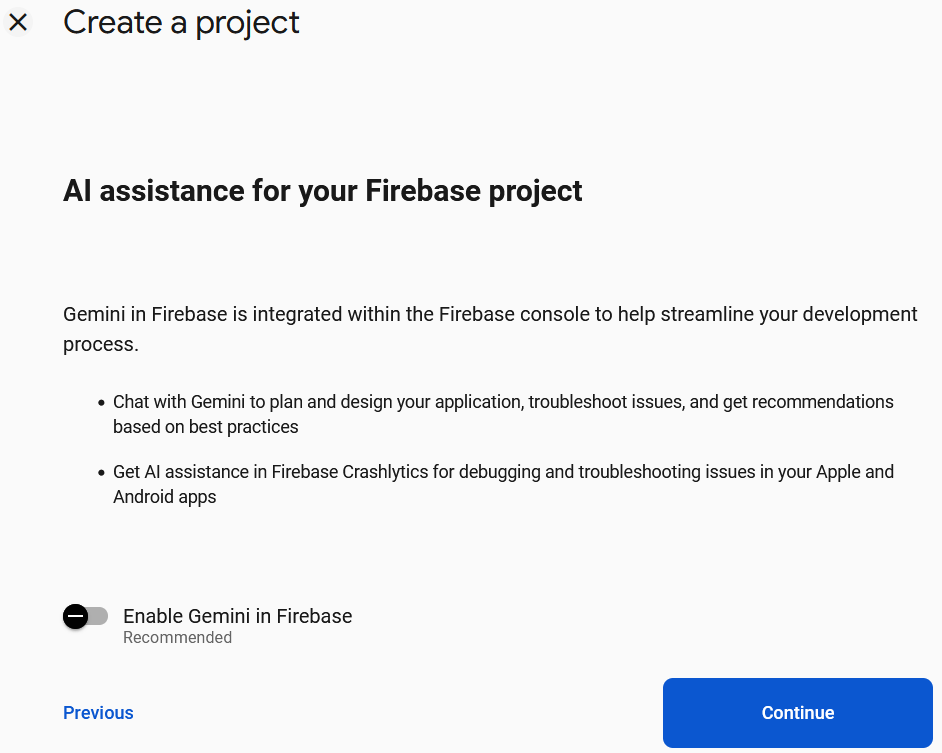 Create a project
AI assistance for your Firebase project
Gemini in Firebase is integrated within the Firebase console to help streamline your development
process.
• Chat with Gemini to plan and design your application, troubleshoot issues, and get recommendations
based on best practices
• Get AI assistance in Firebase Crashlytics for debugging and troubleshooting issues in your Apple and
Android apps
Enable Gemini in Firebase
Recommended
Previous
Continue